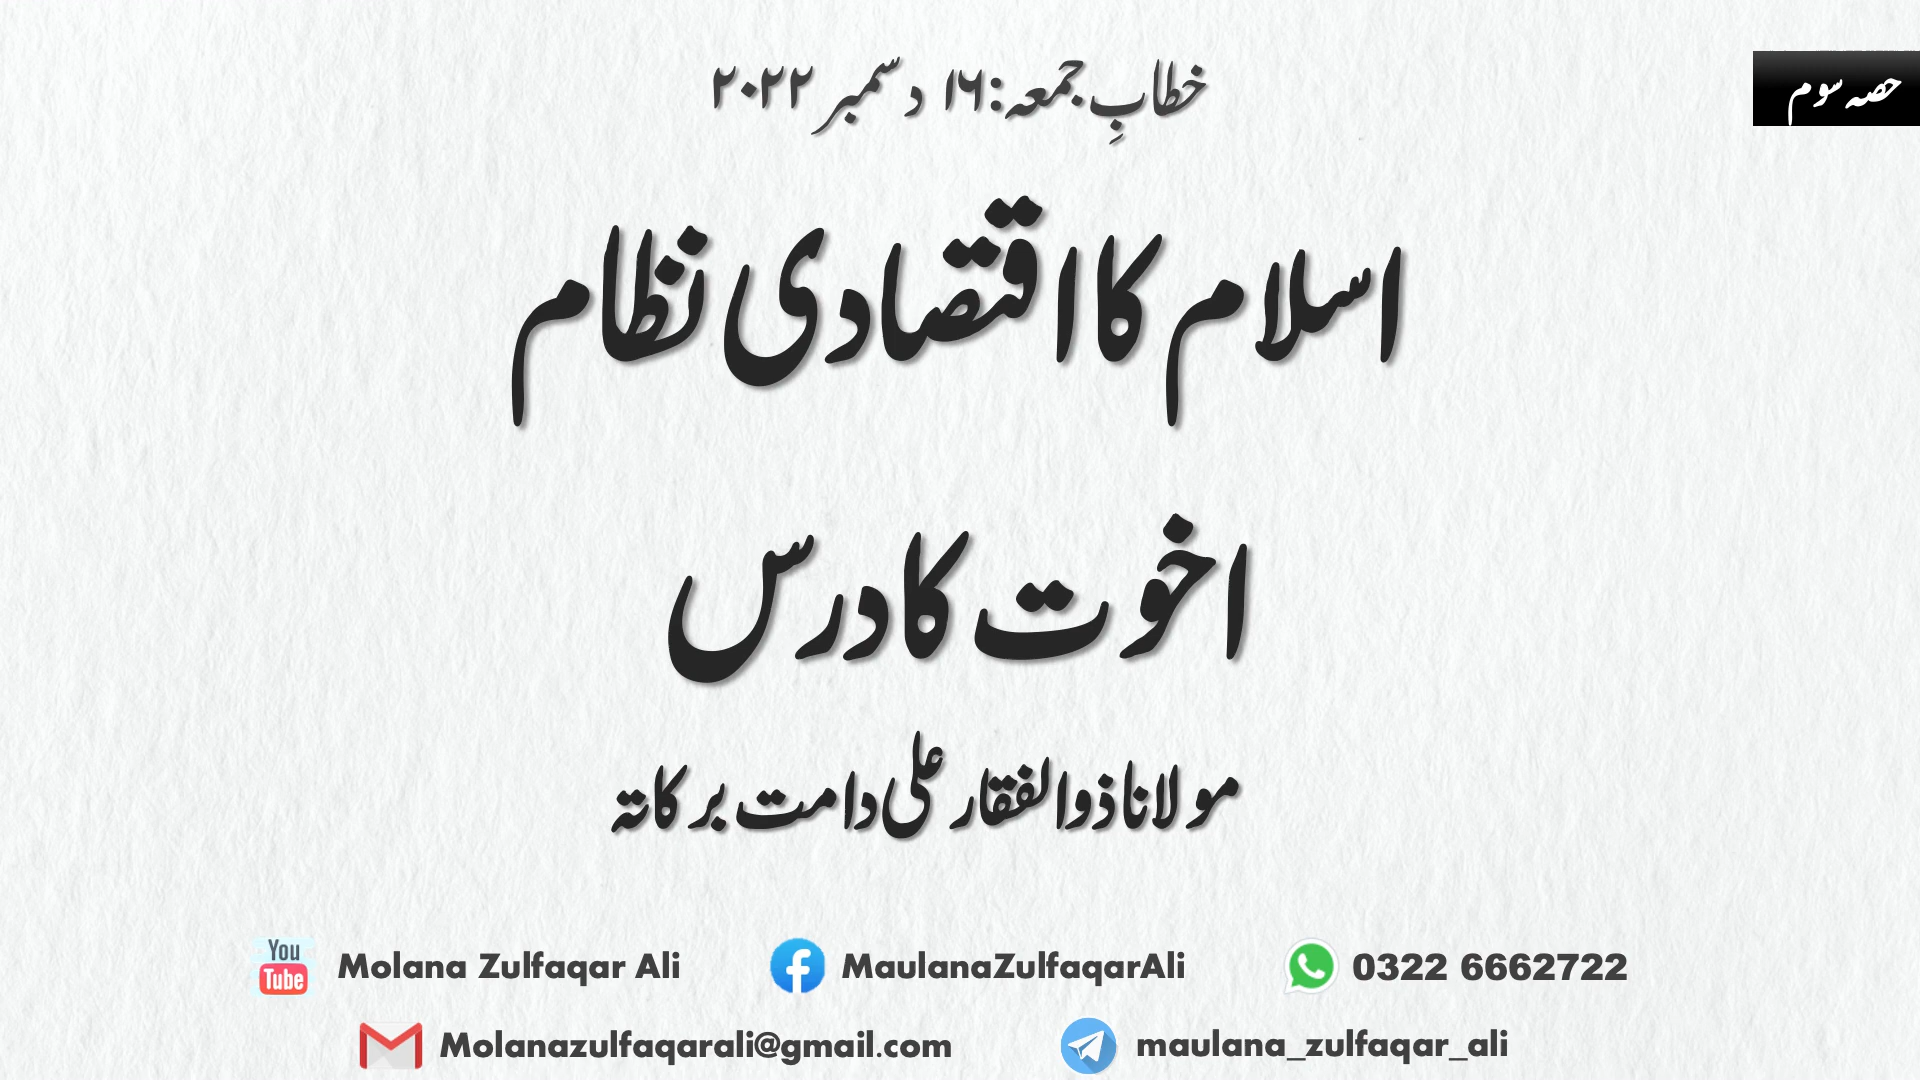 حصہ سوم
خطابِ جمعہ: ۱۶ دسمبر ۲۰۲۲
اسلام کا اقتصادی نظام
اخوت کا درس
مولانا ذوالفقار علی دامت برکاتہ
You Tube Molana Zulfaqar Ali MaulanaZulfaqarAli 0322 6662722
Molanazulfaqarali@gmail.com maulana_zulfaqar_ali